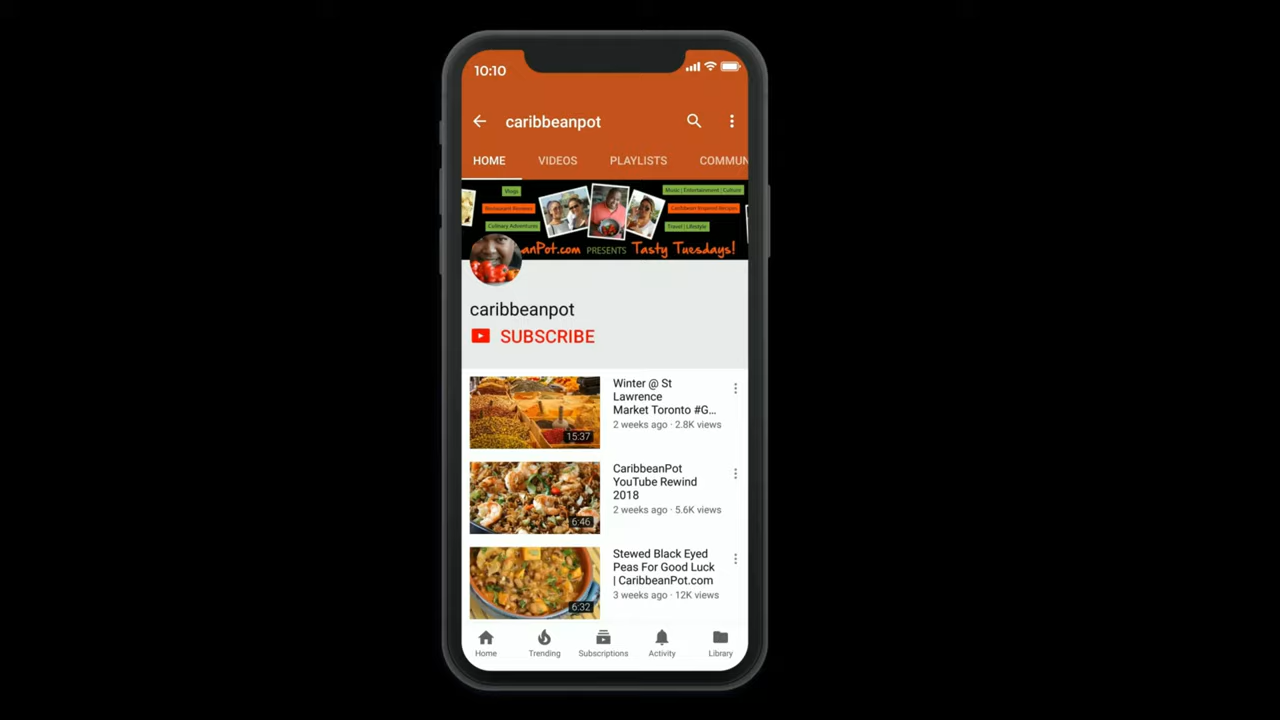 10:10
caribbeanpot
HOME VIDEOS PLAYLISTS COMMUN
Vlogs
Music | Entertainment | Culture
Restaurant Reviews
Caribbean Inspired Recipes
Culinary Adventures
Travel | Lifestyle
anPot.com PRESENTS Tasty Tuesdays!
caribbeanpot
SUBSCRIBE
Winter @ St
Lawrence
Market Toronto #G...
2 weeks ago · 2.8K views
15:37
CaribbeanPot
YouTube Rewind
2018
2 weeks ago · 5.6K views
6:46
Stewed Black Eyed
Peas For Good Luck
| CaribbeanPot.com
3 weeks ago · 12K views
6:32
Home Trending Subscriptions Activity Library